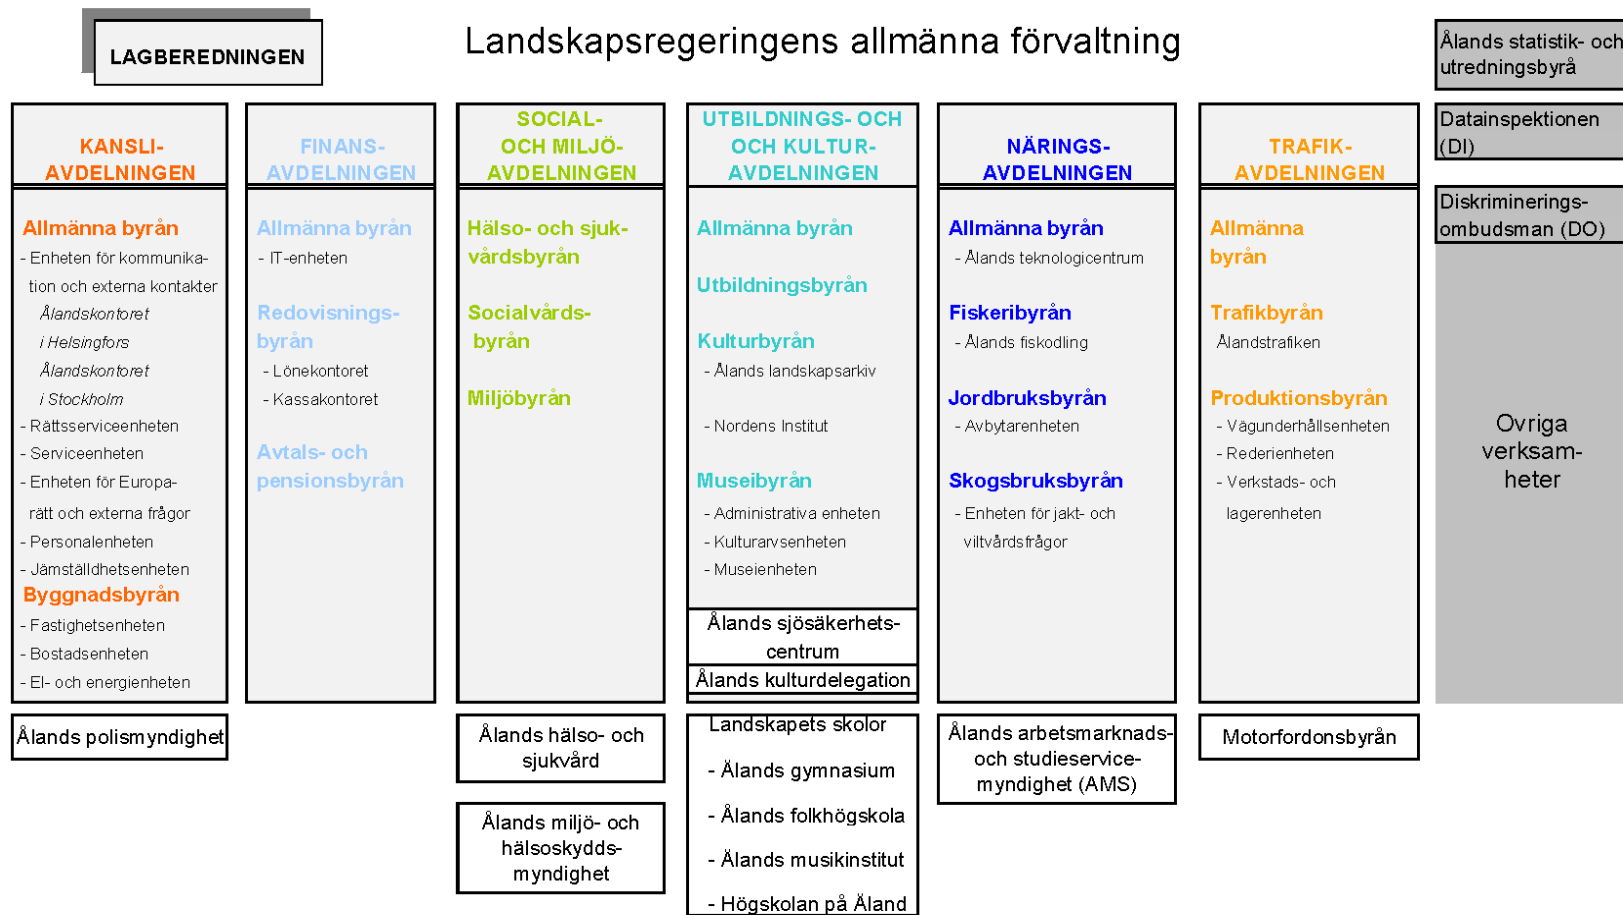 LAGBEREDNINGEN
Landskapsregeringens allmänna förvaltning
Ålands statistik- och
utredningsbyrå
KANSLI-
AVDELNINGEN
Allmänna byrån
- Enheten för kommunika-
tion och externa kontakter
Ålandskontoret
i Helsingfors
Ålandskontoret
i Stockholm
- Rättsserviceenheten
- Serviceenheten
- Enheten för Europa-
rätt och externa frågor
- Personalenheten
- Jämställdhetsenheten
Byggnadsbyrån
- Fastighetsenheten
- Bostadsenheten
- El- och energienheten
Ålands polismyndighet
FINANS-
AVDELNINGEN
Allmänna byrån
- IT-enheten
Redovisnings-
byrån
- Lönekontoret
- Kassakontoret
Avtals- och
pensionsbyrån
SOCIAL-
OCH MILJÖ-
AVDELNINGEN
Hälso- och sjuk-
vårdsbyrån
Socialvårds-
byrån
Miljöbyrån
Ålands hälso- och
sjukvård
Ålands miljö- och
hälsoskydds-
myndighet
UTBILDNINGS- OCH
OCH KULTUR-
AVDELNINGEN
Allmänna byrån
Utbildningsbyrån
Kulturbyrån
- Ålands landskapsarkiv
- Nordens Institut
Museibyrån
- Administrativa enheten
- Kulturarvsenheten
- Museienheten
Ålands sjösäkerhets-
centrum
Ålands kulturdelegation
Landskapets skolor
- Ålands gymnasium
- Ålands folkhögskola
- Ålands musikinstitut
- Högskolan på Åland
NÄRINGS-
AVDELNINGEN
Allmänna byrån
- Ålands teknologicentrum
Fiskeribyrån
- Ålands fiskodling
Jordbruksbyrån
- Avbytarenheten
Skogsbruksbyrån
- Enheten för jakt- och
viltvårdsfrågor
Ålands arbetsmarknads-
och studieservice-
myndighet (AMS)
TRAFIK-
AVDELNINGEN
Allmänna
byrån
Trafikbyrån
Ålandstrafiken
Produktionsbyrån
- Vägunderhållsenheten
- Rederienheten
- Verkstads- och
lagerenheten
Motorfordonsbyrån
Datainspektionen
(DI)
Diskriminerings-
ombudsman (DO)
Ovriga
verksam-
heter